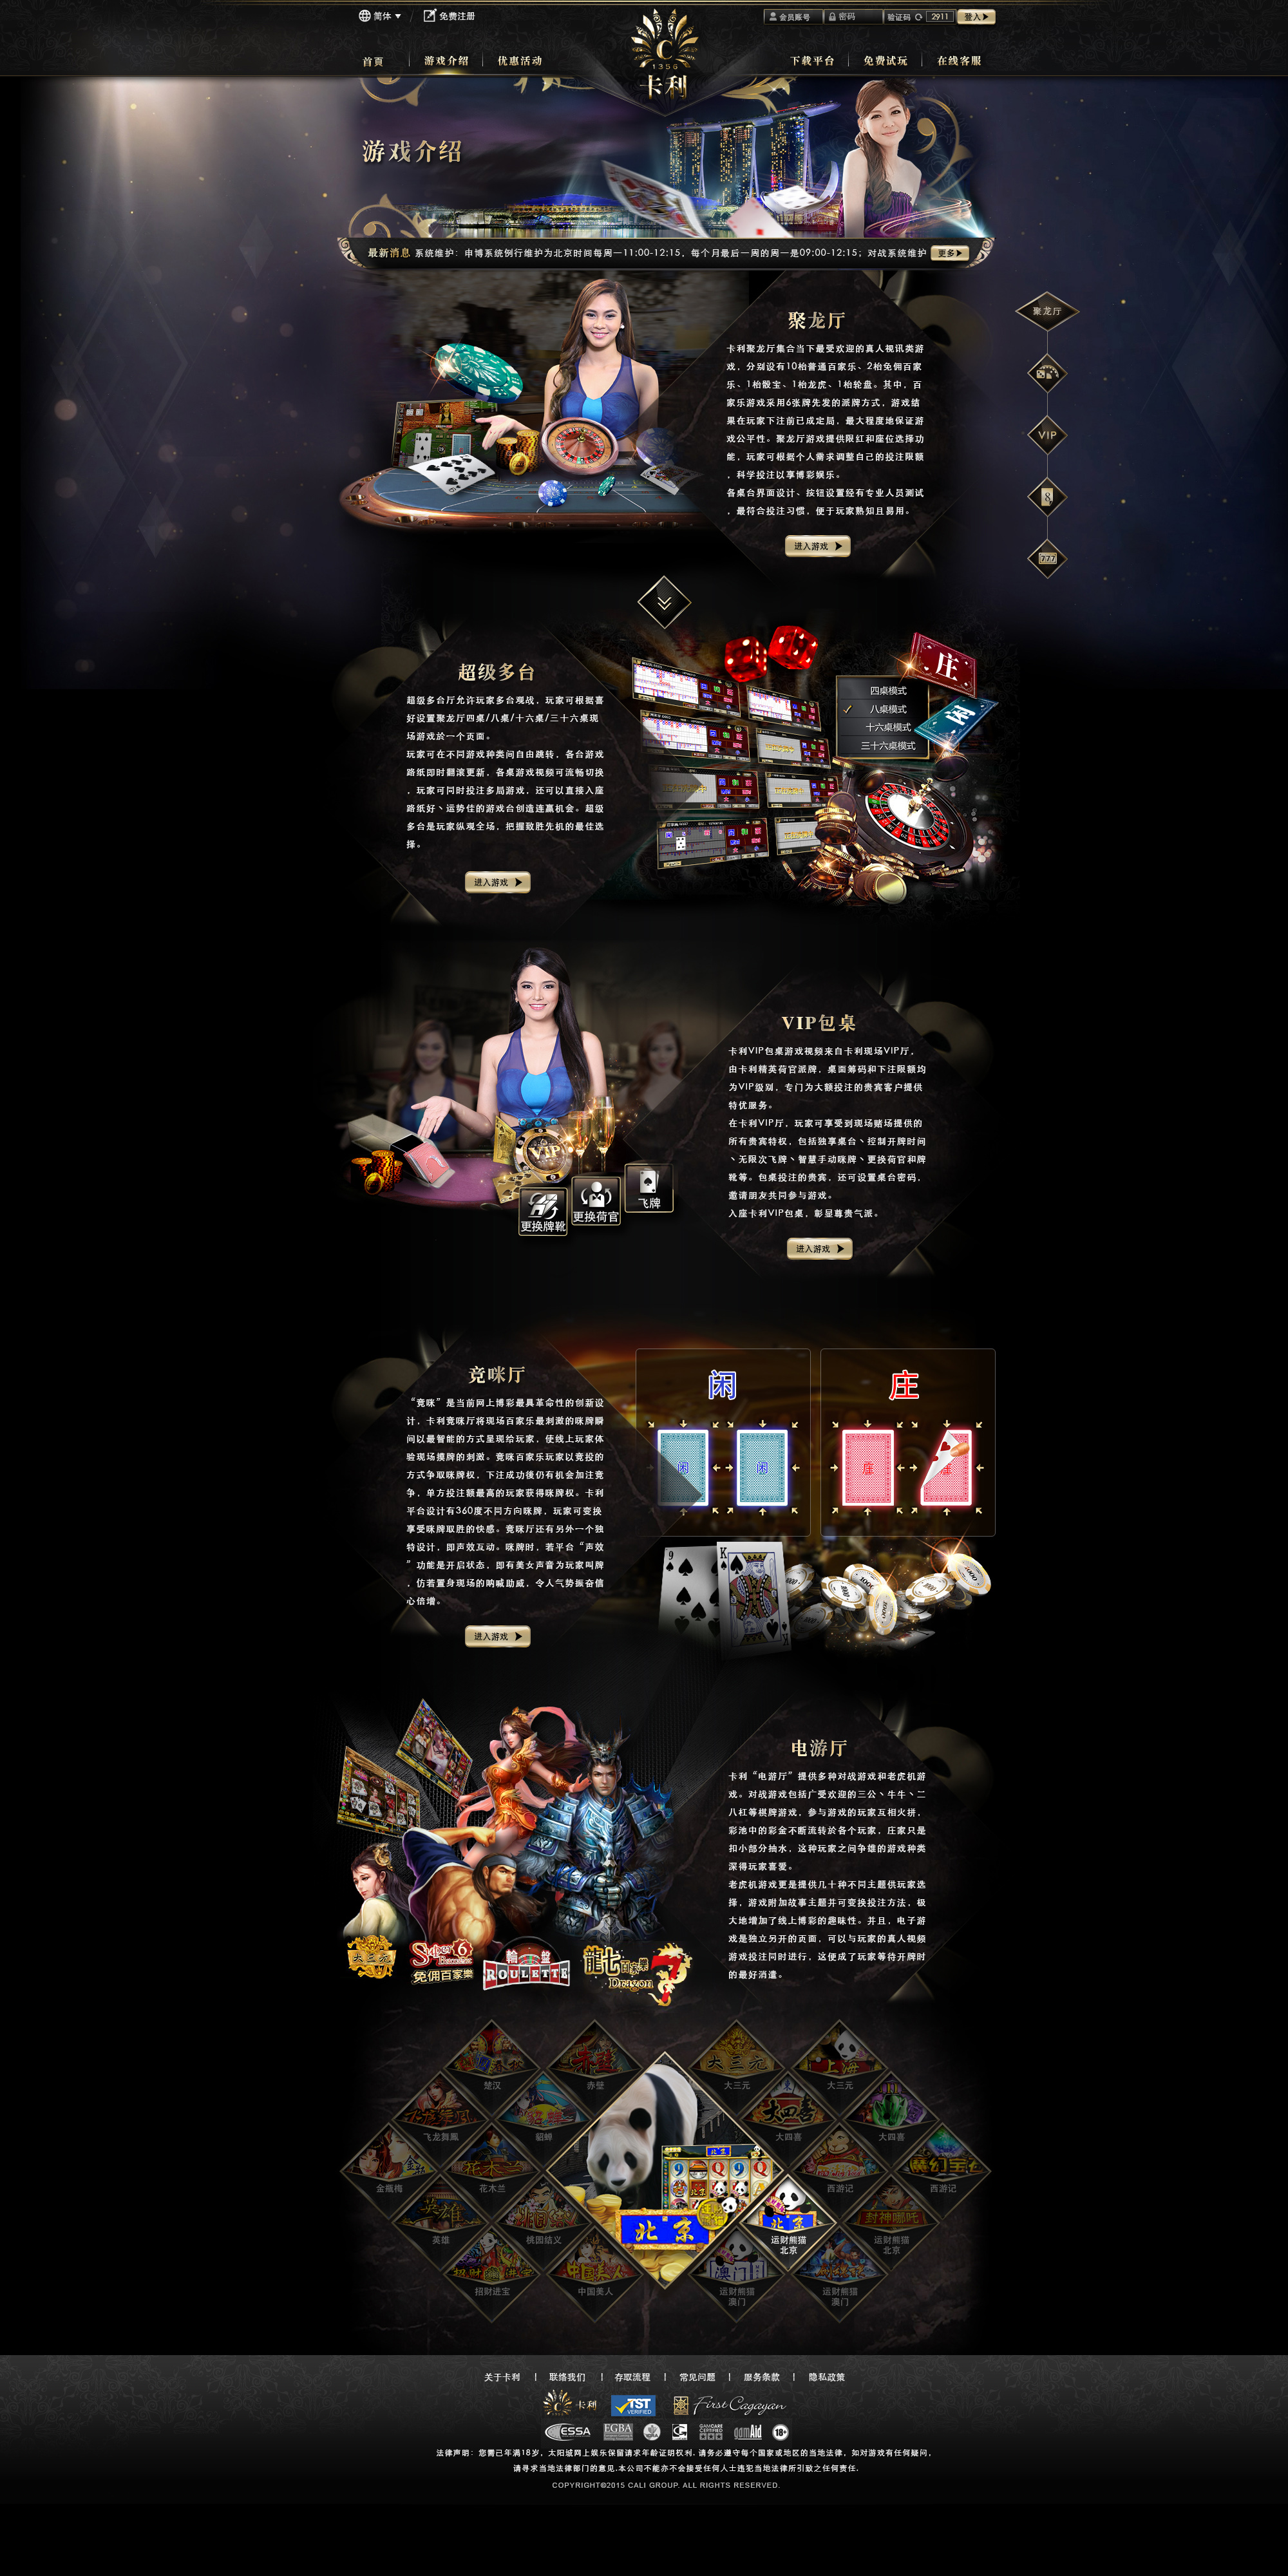 简体
免费注册
会员账号
密码
验证码
2911
登入
首頁
游戏介绍
优惠活动
C
1356
卡利
下载平台
免费试玩
在线客服
游戏介绍
最新消息 系统维护：申博系统例行维护为北京时间每周一11:00-12:15，每个月最后一周的周一是09:00-12:15；对战系统维护
更多
聚龙厅
卡利聚龙厅集合当下最受欢迎的真人视讯类游
戏，分别设有10枱普通百家乐、2枱免佣百家
乐、1枱骰宝、1枱龙虎、1枱轮盘。其中，百
家乐游戏采用6张牌先发的派牌方式，游戏结
果在玩家下注前已成定局，最大程度地保证游
戏公平性。聚龙厅游戏提供限红和座位选择功
能，玩家可根据个人需求调整自己的投注限额
，科学投注以享博彩娱乐。
各桌台界面设计、按钮设置经有专业人员测试
，最符合投注习惯，便于玩家熟知且易用。
进入游戏
聚龙厅
VIP
8
777
超级多台
超级多台厅允许玩家多台观战，玩家可根据喜
好设置聚龙厅四桌/八桌/十六桌/三十六桌现
场游戏於一个页面。
玩家可在不同游戏种类间自由跳转，各台游戏
路纸即时翻滚更新，各桌游戏视频可流畅切换
，玩家可同时投注多局游戏，还可以直接入座
路纸好丶运势佳的游戏台创造连赢机会。超级
多台是玩家纵观全场，把握致胜先机的最佳选
择。
进入游戏
四桌模式
八桌模式
十六桌模式
三十六桌模式
庄
闲
VIP包桌
卡利VIP包桌游戏视频来自卡利现场VIP厅，
由卡利精英荷官派牌，桌面筹码和下注限额均
为VIP级别，专门为大额投注的贵宾客户提供
特优服务。
在卡利VIP厅，玩家可享受到现场赌场提供的
所有贵宾特权，包括独享桌台丶控制开牌时间
丶无限次飞牌丶智慧手动咪牌丶更换荷官和牌
靴等。包桌投注的贵宾，还可设置桌台密码，
邀请朋友共同参与游戏。
入座卡利VIP包桌，彰显尊贵气派。
进入游戏
VIP
更换牌靴
更换荷官
飞牌
竞咪厅
“竞咪”是当前网上博彩最具革命性的创新设
计，卡利竞咪厅将现场百家乐最刺激的咪牌瞬
间以最智能的方式呈现给玩家，使线上玩家体
验现场摸牌的刺激。竞咪百家乐玩家以竞投的
方式争取咪牌权，下注成功後仍有机会加注竞
争，单方投注额最高的玩家获得咪牌权。卡利
平台设计有360度不同方向咪牌，玩家可变换
享受咪牌取胜的快感。竞咪厅还有另外一个独
特设计，即声效互动。咪牌时，若平台“声效
”功能是开启状态，即有美女声音为玩家叫牌
，仿若置身现场的呐喊助威，令人气势振奋信
心倍增。
进入游戏
闲
庄
闲
闲
庄
庄
9
K
电游厅
卡利“电游厅”提供多种对战游戏和老虎机游
戏。对战游戏包括广受欢迎的三公丶牛牛丶二
八杠等棋牌游戏，参与游戏的玩家互相火拼，
彩池中的彩金不断流转於各个玩家，庄家只是
扣小部分抽水，这种玩家之间争雄的游戏种类
深得玩家喜爱。
老虎机游戏更是提供几十种不同主题供玩家选
择，游戏附加故事主题并可变换投注方法，极
大地增加了线上博彩的趣味性。并且，电子游
戏是独立另开的页面，可以与玩家的真人视频
游戏投注同时进行，这使成了玩家等待开牌时
的最好消遣。
大三元
Super 6
免佣百家樂
輪盤
ROULETTE
龍七百家樂
Dragon 7
楚汉
赤壁
大三元
大三元
飞龙舞鳳
貂蝉
大四喜
大四喜
金瓶梅
花木兰
西游记
西游记
英雄
桃园结义
北京
运财熊猫
北京
运财熊猫
北京
招财进宝
中国美人
运财熊猫
澳门
运财熊猫
澳门
关于卡利
联络我们
存取流程
常见问题
服务条款
隐私政策
卡利
TST
VERIFIED
First Cagayan
ESSA
EGBA
GAMCARE
CERTIFIED
gamAid
18+
法律声明：您需已年满18岁，太阳城网上娱乐保留请求年龄证明权利，请务必遵守每个国家或地区的当地法律，如对游戏有任何疑问，
请寻求当地法律部门的意见.本公司不能亦不会接受任何人士违犯当地法律所引致之任何责任.
COPYRIGHT©2015 CALI GROUP. ALL RIGHTS RESERVED.